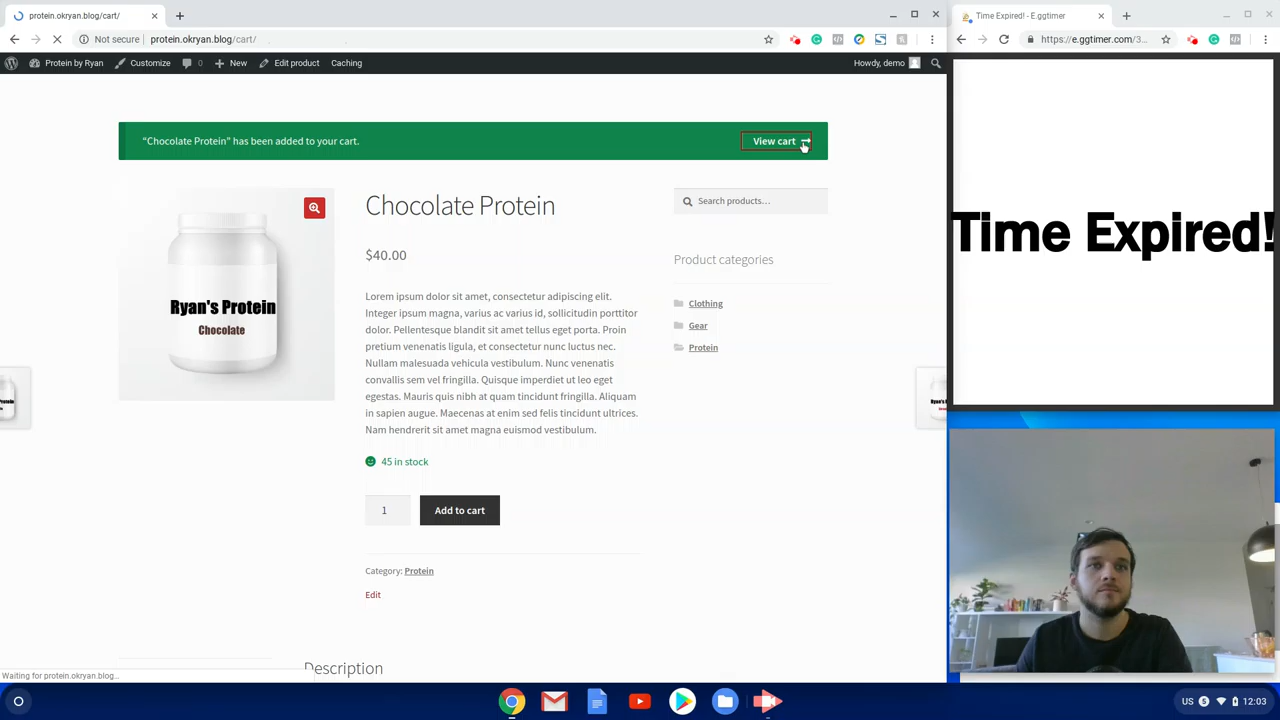 protein.okryan.blog/cart/
Not secure
protein.okryan.blog/cart/
Protein by Ryan
Customize
0
New
Edit product
Caching
Howdy, demo
“Chocolate Protein” has been added to your cart.
View cart
Ryan's Protein
Chocolate
Chocolate Protein
$40.00
Lorem ipsum dolor sit amet, consectetur adipiscing elit.
Integer ipsum magna, varius ac varius id, sollicitudin porttitor
dolor. Pellentesque blandit sit amet tellus eget porta. Proin
pretium venenatis ligula, et consectetur nunc luctus nec.
Nullam malesuada vehicula vestibulum. Nunc venenatis
convallis sem vel fringilla. Quisque imperdiet ut leo eget
egestas. Mauris quis nibh at quam tincidunt fringilla. Aliquam
in sapien augue. Maecenas at enim sed felis tincidunt ultrices.
Nam hendrerit sit amet magna euismod vestibulum.
45 in stock
1
Add to cart
Category: Protein
Edit
Description
Search products…
Product categories
Clothing
Gear
Protein
Waiting for protein.okryan.blog...
Time Expired! - E.ggtimer
https://e.ggtimer.com/3...
Time Expired!
US
5
12:03